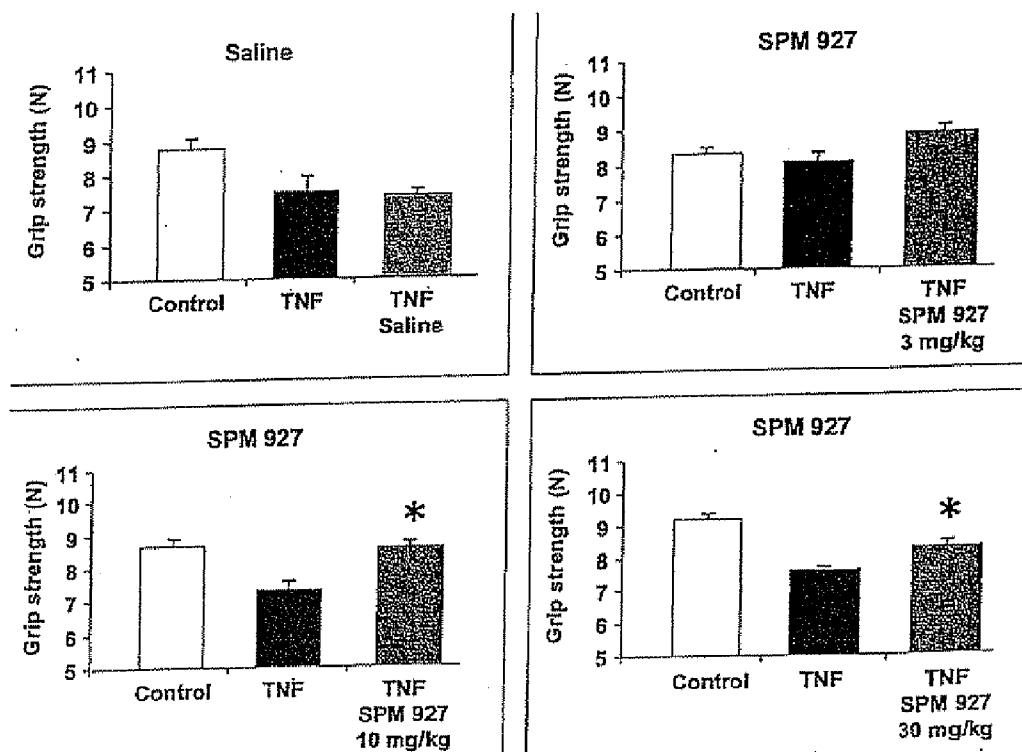 Saline
Grip strength (N)
11
10
9
8
7
6
5
Control
TNF
TNF
Saline
SPM 927
Grip strength (N)
11
10
9
8
7
6
5
Control
TNF
TNF
SPM 927
3 mg/kg
SPM 927
Grip strength (N)
11
10
9
8
7
6
5
*
Control
TNF
TNF
SPM 927
10 mg/kg
SPM 927
Grip strength (N)
11
10
9
8
7
6
5
*
Control
TNF
TNF
SPM 927
30 mg/kg